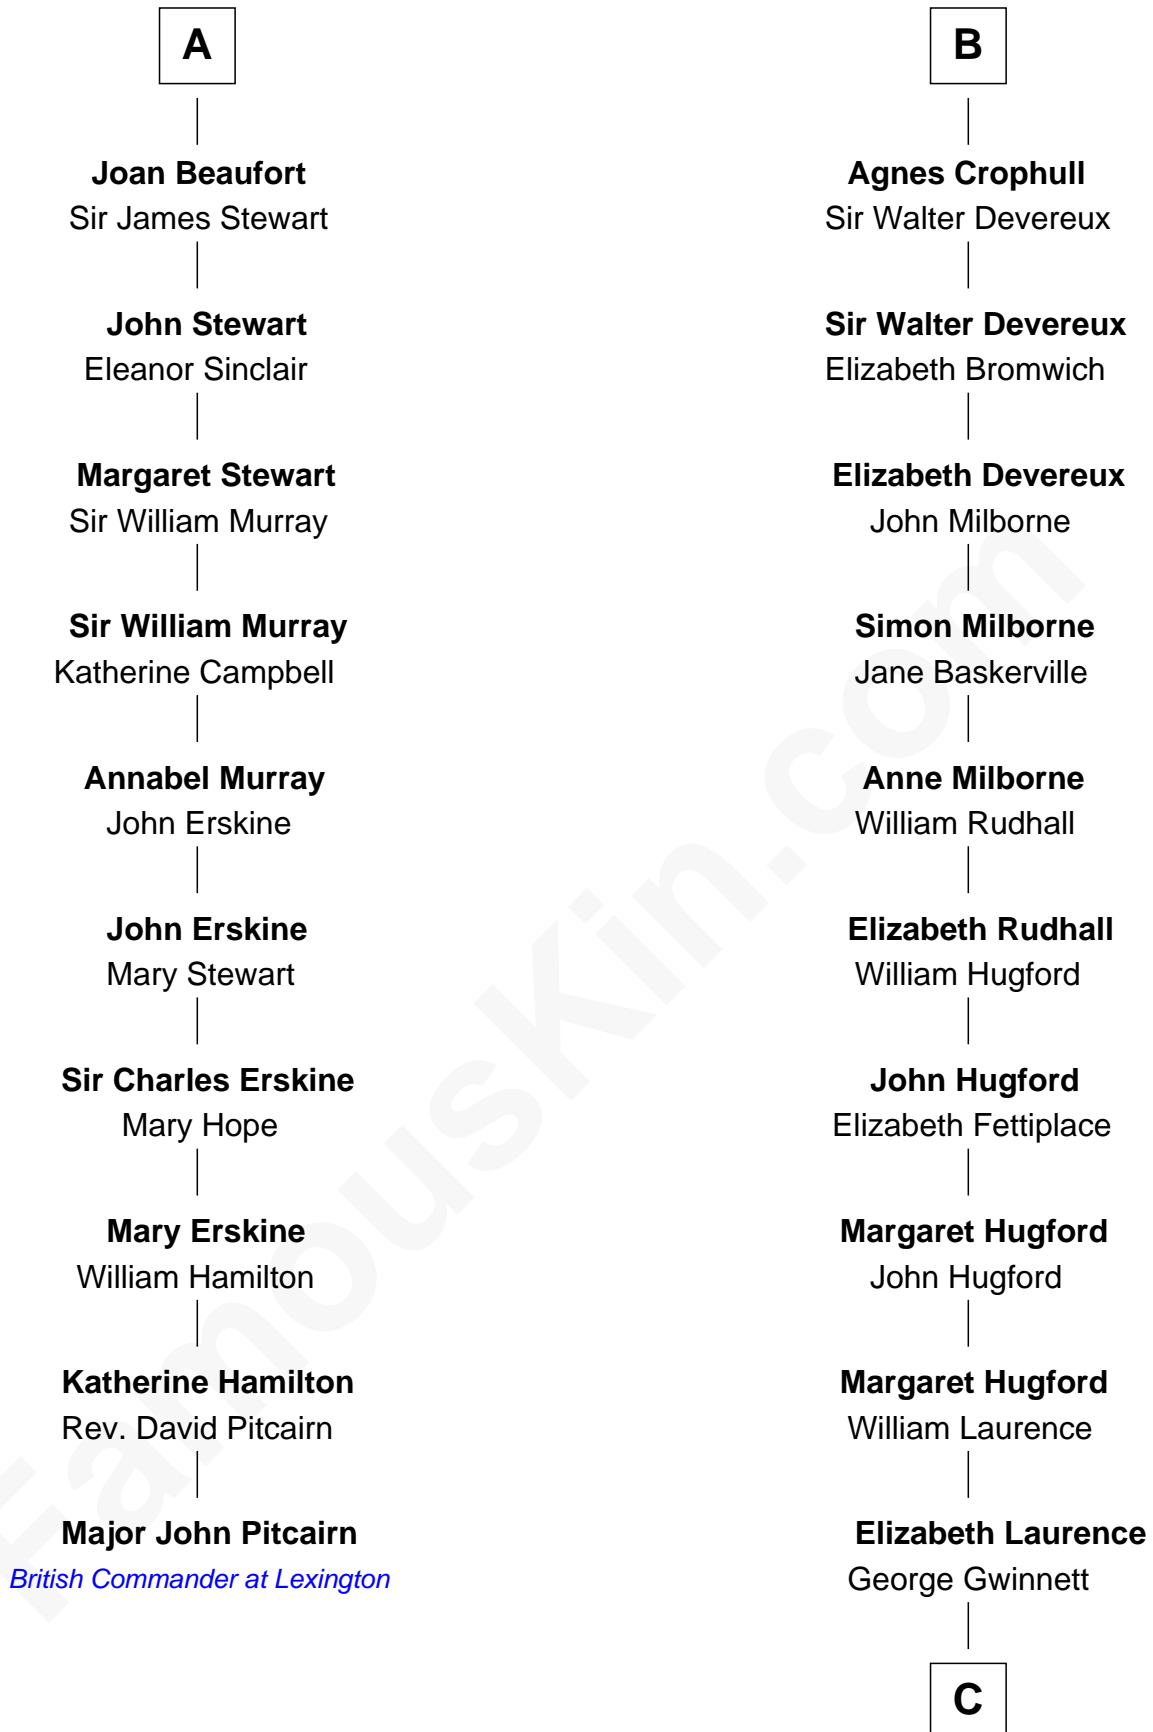 A
Joan Beaufort
Sir James Stewart
John Stewart
Eleanor Sinclair
Margaret Stewart
Sir William Murray
Sir William Murray
Katherine Campbell
Annabel Murray
John Erskine
John Erskine
Mary Stewart
Sir Charles Erskine
Mary Hope
Mary Erskine
William Hamilton
Katherine Hamilton
Rev. David Pitcairn
Major John Pitcairn
British Commander at Lexington
B
Agnes Crophull
Sir Walter Devereux
Sir Walter Devereux
Elizabeth Bromwich
Elizabeth Devereux
John Milborne
Simon Milborne
Jane Baskerville
Anne Milborne
William Rudhall
Elizabeth Rudhall
William Hugford
John Hugford
Elizabeth Fettiplace
Margaret Hugford
John Hugford
Margaret Hugford
William Laurence
Elizabeth Laurence
George Gwinnett
C
FamousKin.com